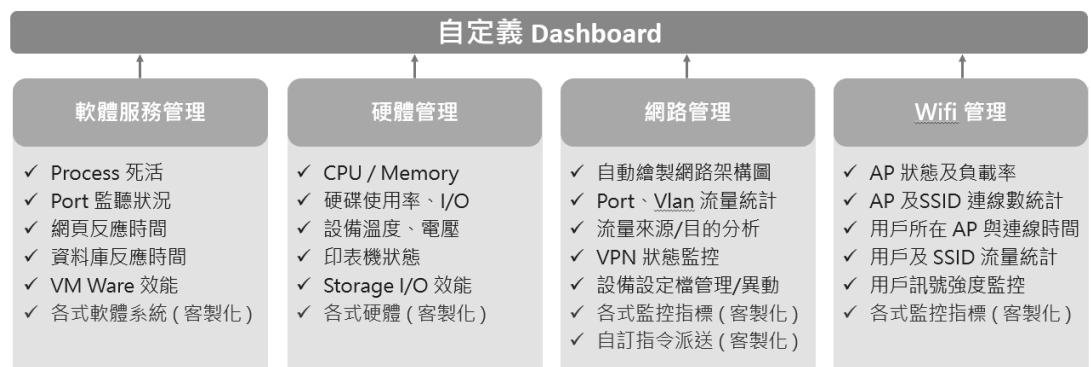 自定義 Dashboard
軟體服務管理
✓ Process 死活
✓ Port 監聽狀況
✓ 網頁反應時間
✓ 資料庫反應時間
✓ VM Ware 效能
✓ 各式軟體系統 ( 客製化 )
硬體管理
✓ CPU / Memory
✓ 硬碟使用率、I/O
✓ 設備溫度、電壓
✓ 印表機狀態
✓ Storage I/O 效能
✓ 各式硬體 ( 客製化 )
網路管理
✓ 自動繪製網路架構圖
✓ Port、Vlan 流量統計
✓ 流量來源/目的分析
✓ VPN 狀態監控
✓ 設備設定檔管理/異動
✓ 各式監控指標 ( 客製化 )
✓ 自訂指令派送 ( 客製化 )
Wifi 管理
✓ AP 狀態及負載率
✓ AP 及SSID 連線數統計
✓ 用戶所在 AP 與連線時間
✓ 用戶及 SSID 流量統計
✓ 用戶訊號強度監控
✓ 各式監控指標 ( 客製化 )